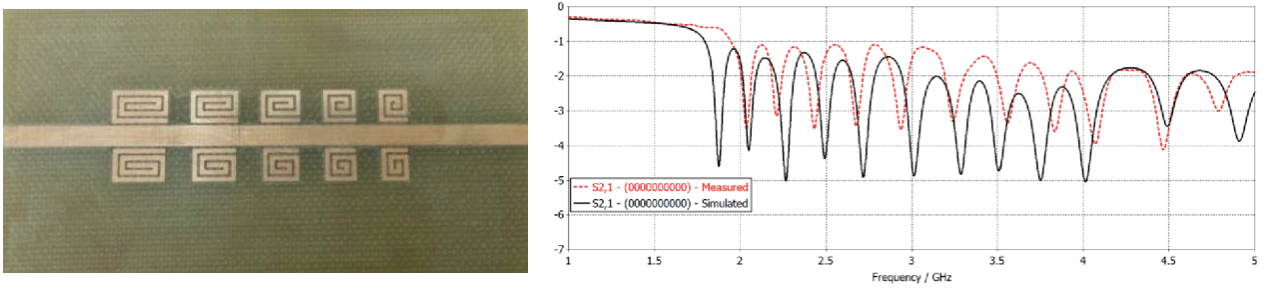 0
-1
-2
-3
-4
-5
-6
-7
S2,1 - (0000000000) - Measured
S2,1 - (0000000000) - Simulated
1 1.5 2 2.5 3 3.5 4 4.5 5
Frequency / GHz